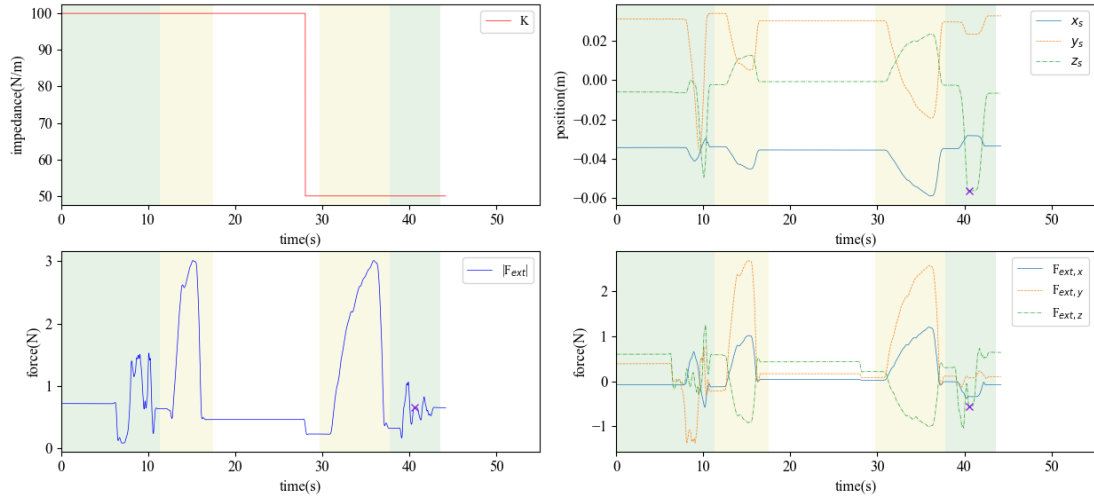 impedance(N/m)
100
90
80
70
60
50
K
0 10 20 30 40 50
time(s)
position(m)
0.02
0.00
−0.02
−0.04
−0.06
x_s
y_s
z_s
0 10 20 30 40 50
time(s)
force(N)
3
2
1
0
|F_ext|
0 10 20 30 40 50
time(s)
force(N)
2
1
0
−1
F_ext,x
F_ext,y
F_ext,z
0 10 20 30 40 50
time(s)